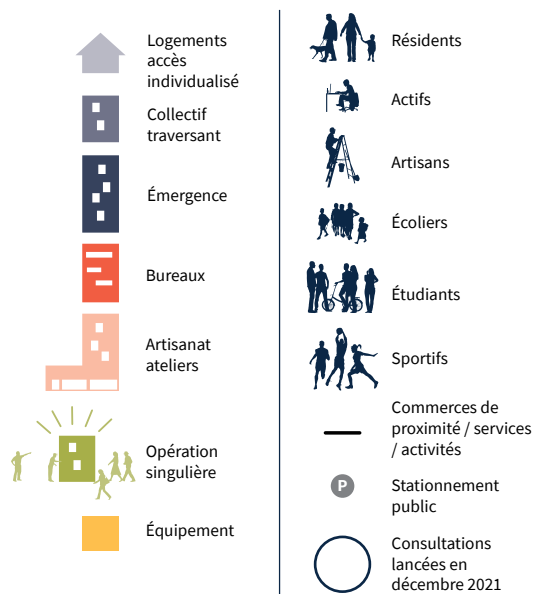 Logements
accès
individualisé
Collectif
traversant
Émergence
Bureaux
Artisanat
ateliers
Opération
singulière
Équipement
Résidents
Actifs
Artisans
Écoliers
Étudiants
Sportifs
Commerces de
proximité / services
/ activités
P
Stationnement
public
Consultations
lancées en
décembre 2021